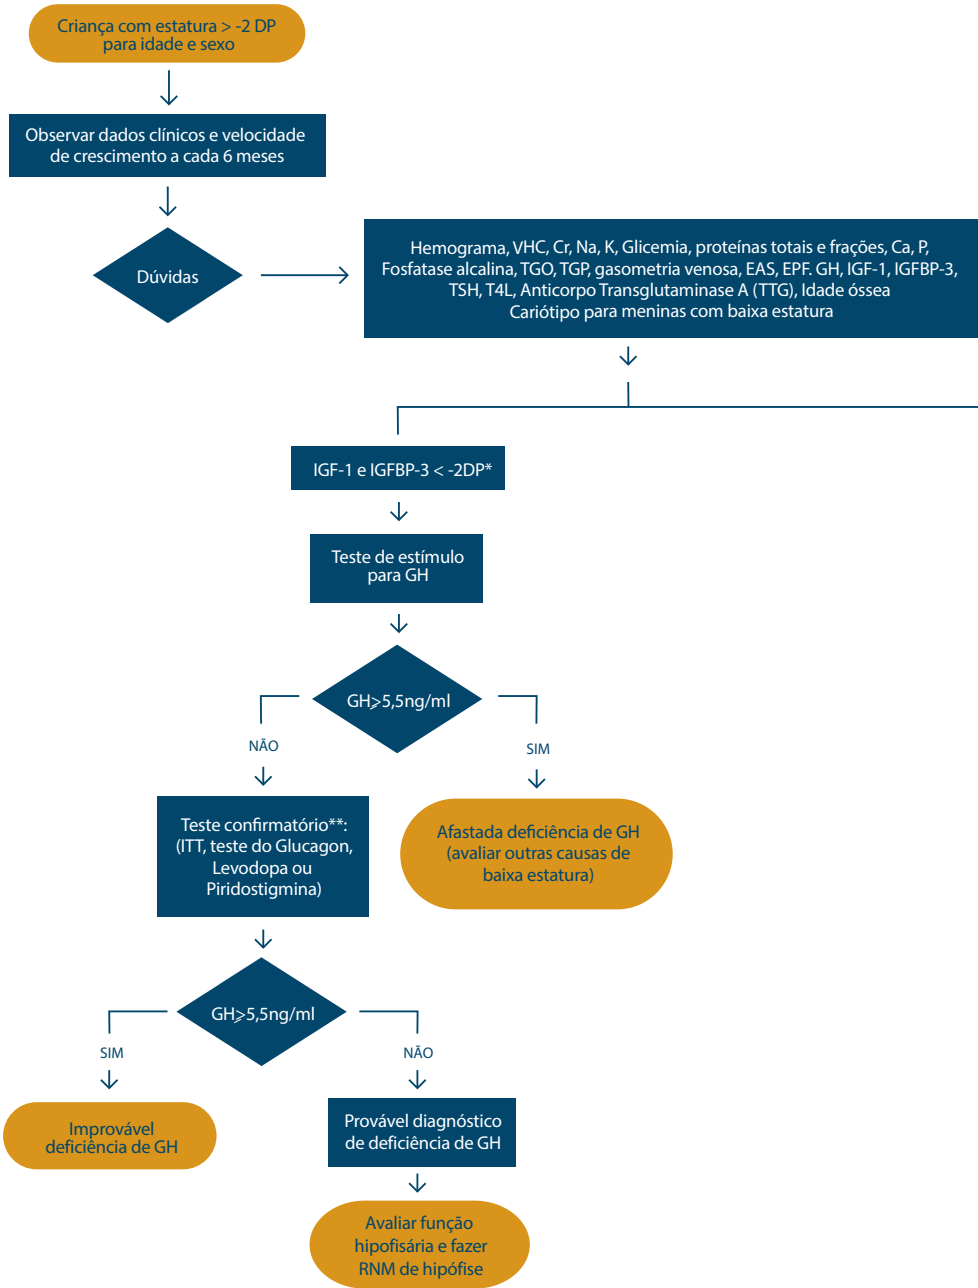 Criança com estatura > -2 DP
para idade e sexo
Observar dados clínicos e velocidade
de crescimento a cada 6 meses
Dúvidas
Hemograma, VHC, Cr, Na, K, Glicemia, proteínas totais e frações, Ca, P,
Fosfatase alcalina, TGO, TGP, gasometria venosa, EAS, EPF. GH, IGF-1, IGFBP-3,
TSH, T4L, Anticorpo Transglutaminase A (TTG), Idade óssea
Cariótipo para meninas com baixa estatura
IGF-1 e IGFBP-3 < -2DP*
Teste de estímulo
para GH
GH⩾5,5ng/ml
NÃO
SIM
Teste confirmatório**:
(ITT, teste do Glucagon,
Levodopa ou
Piridostigmina)
Afastada deficiência de GH
(avaliar outras causas de
baixa estatura)
GH⩾5,5ng/ml
SIM
NÃO
Improvável
deficiência de GH
Provável diagnóstico
de deficiência de GH
Avaliar função
hipofisária e fazer
RNM de hipófise